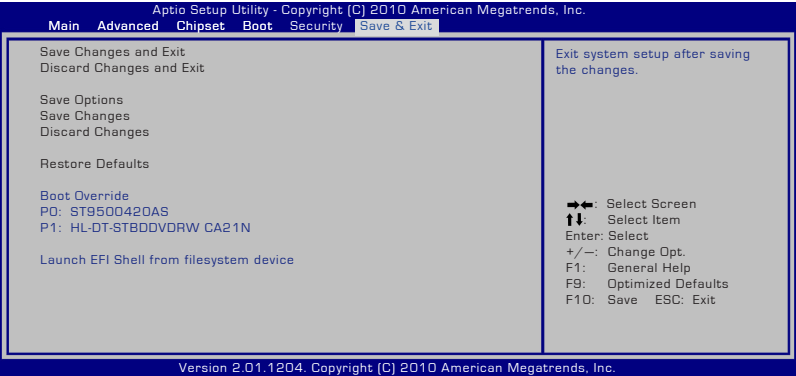 Aptio Setup Utility - Copyright (C) 2010 American Megatrends, Inc.
Main Advanced Chipset Boot Security Save & Exit
Save Changes and Exit
Discard Changes and Exit
Save Options
Save Changes
Discard Changes
Restore Defaults
Boot Override
P0: ST9500420AS
P1: HL-DT-STBDDVDRW CA21N
Launch EFI Shell from filesystem device
Exit system setup after saving
the changes.
→←: Select Screen
↑↓: Select Item
Enter: Select
+/—: Change Opt.
F1: General Help
F9: Optimized Defaults
F10: Save ESC: Exit
Version 2.01.1204. Copyright (C) 2010 American Megatrends, Inc.